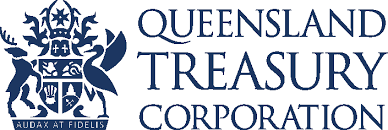 QUEENSLAND
TREASURY
CORPORATION
AUDAX AT FIDELIS